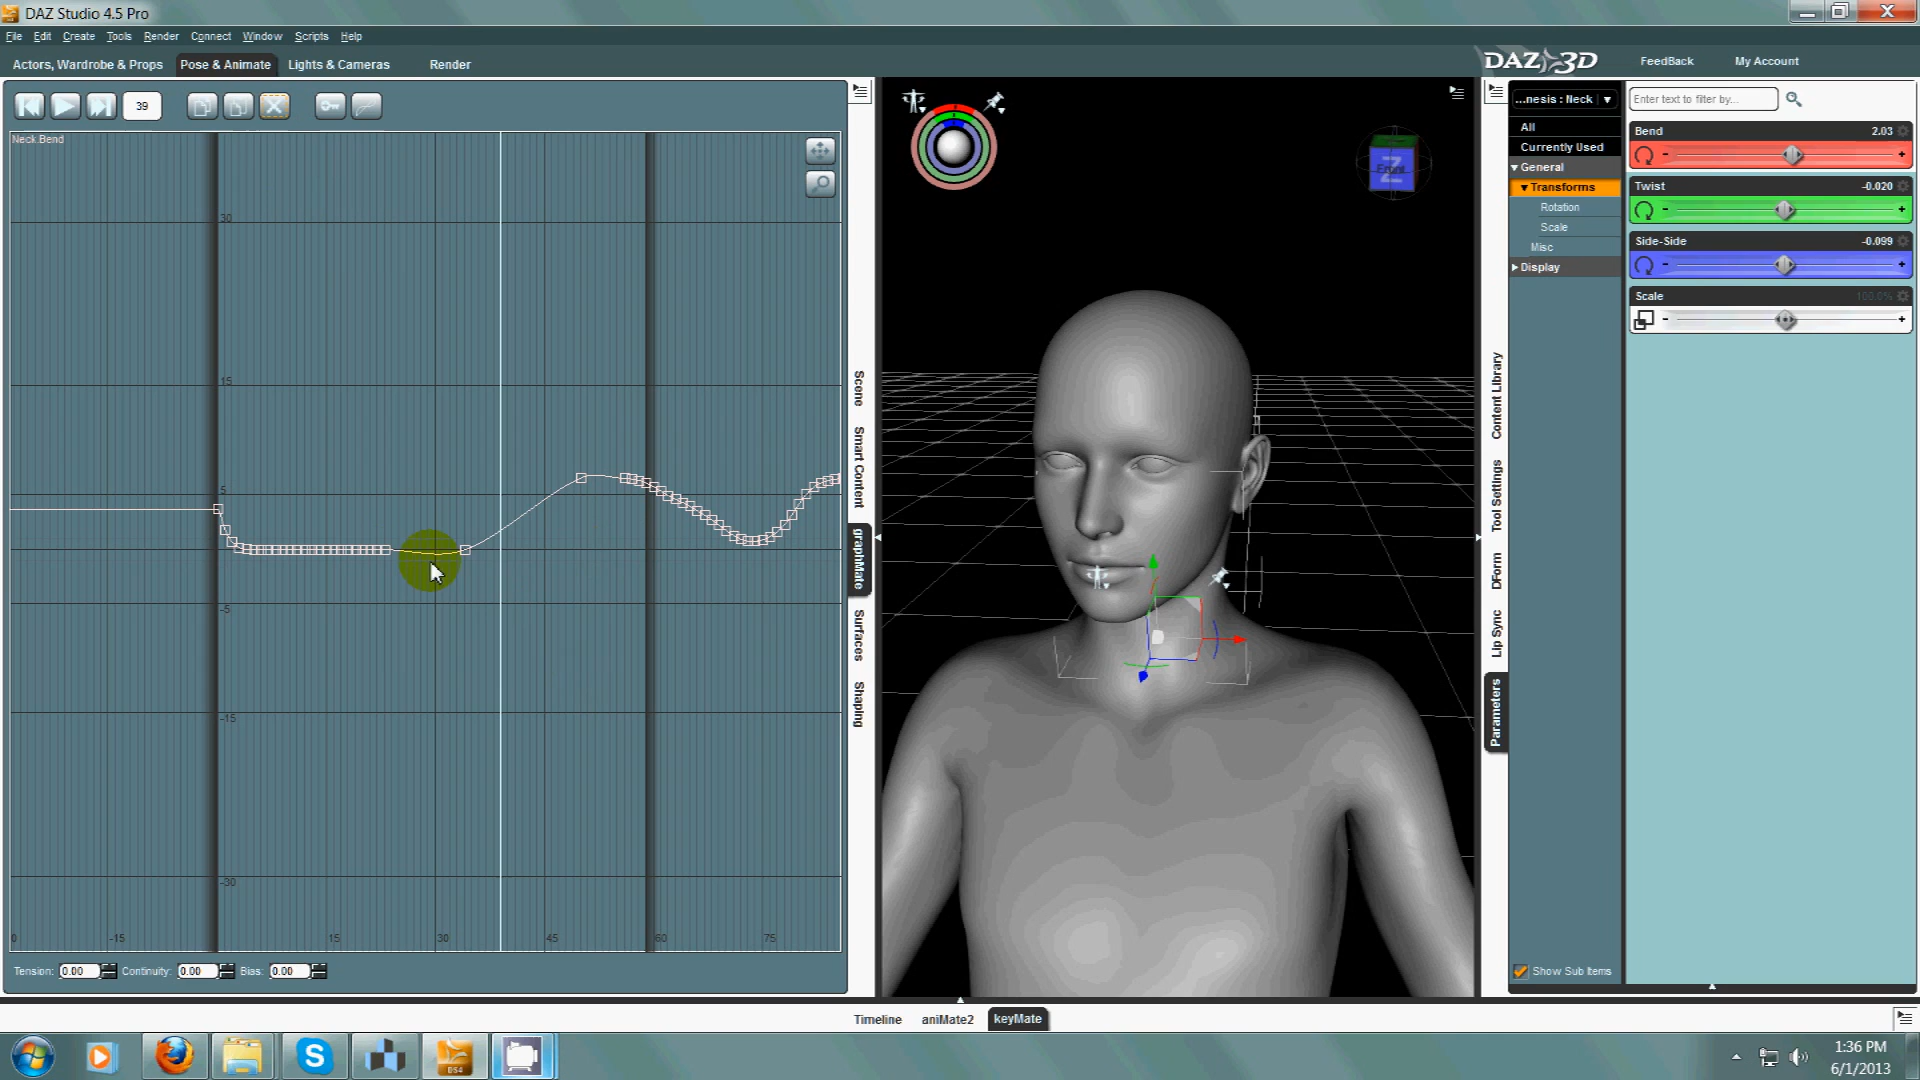 DAZ Studio 4.5 Pro
File Edit Create Tools Render Connect Window Scripts Help
Actors, Wardrobe & Props Pose & Animate Lights & Cameras Render
DAZ 3D FeedBack My Account
39
Neck.Bend
30
15
5
-5
-15
-30
0 -15 15 30 45 60 75
Tension: 0.00 Continuity: 0.00 Bias: 0.00
Scene
Smart Content
graphMate
Surfaces
Shaping
Z
Front
Content Library
Tool Settings
DForm
Lip Sync
Parameters
...nesis : Neck
All
Currently Used
General
Transforms
Rotation
Scale
Misc
Display
Show Sub Items
Enter text to filter by...
Bend 2.03
Twist -0.020
Side-Side -0.099
Scale 100.0%
Timeline aniMate2 keyMate
DS4
1:36 PM
6/1/2013